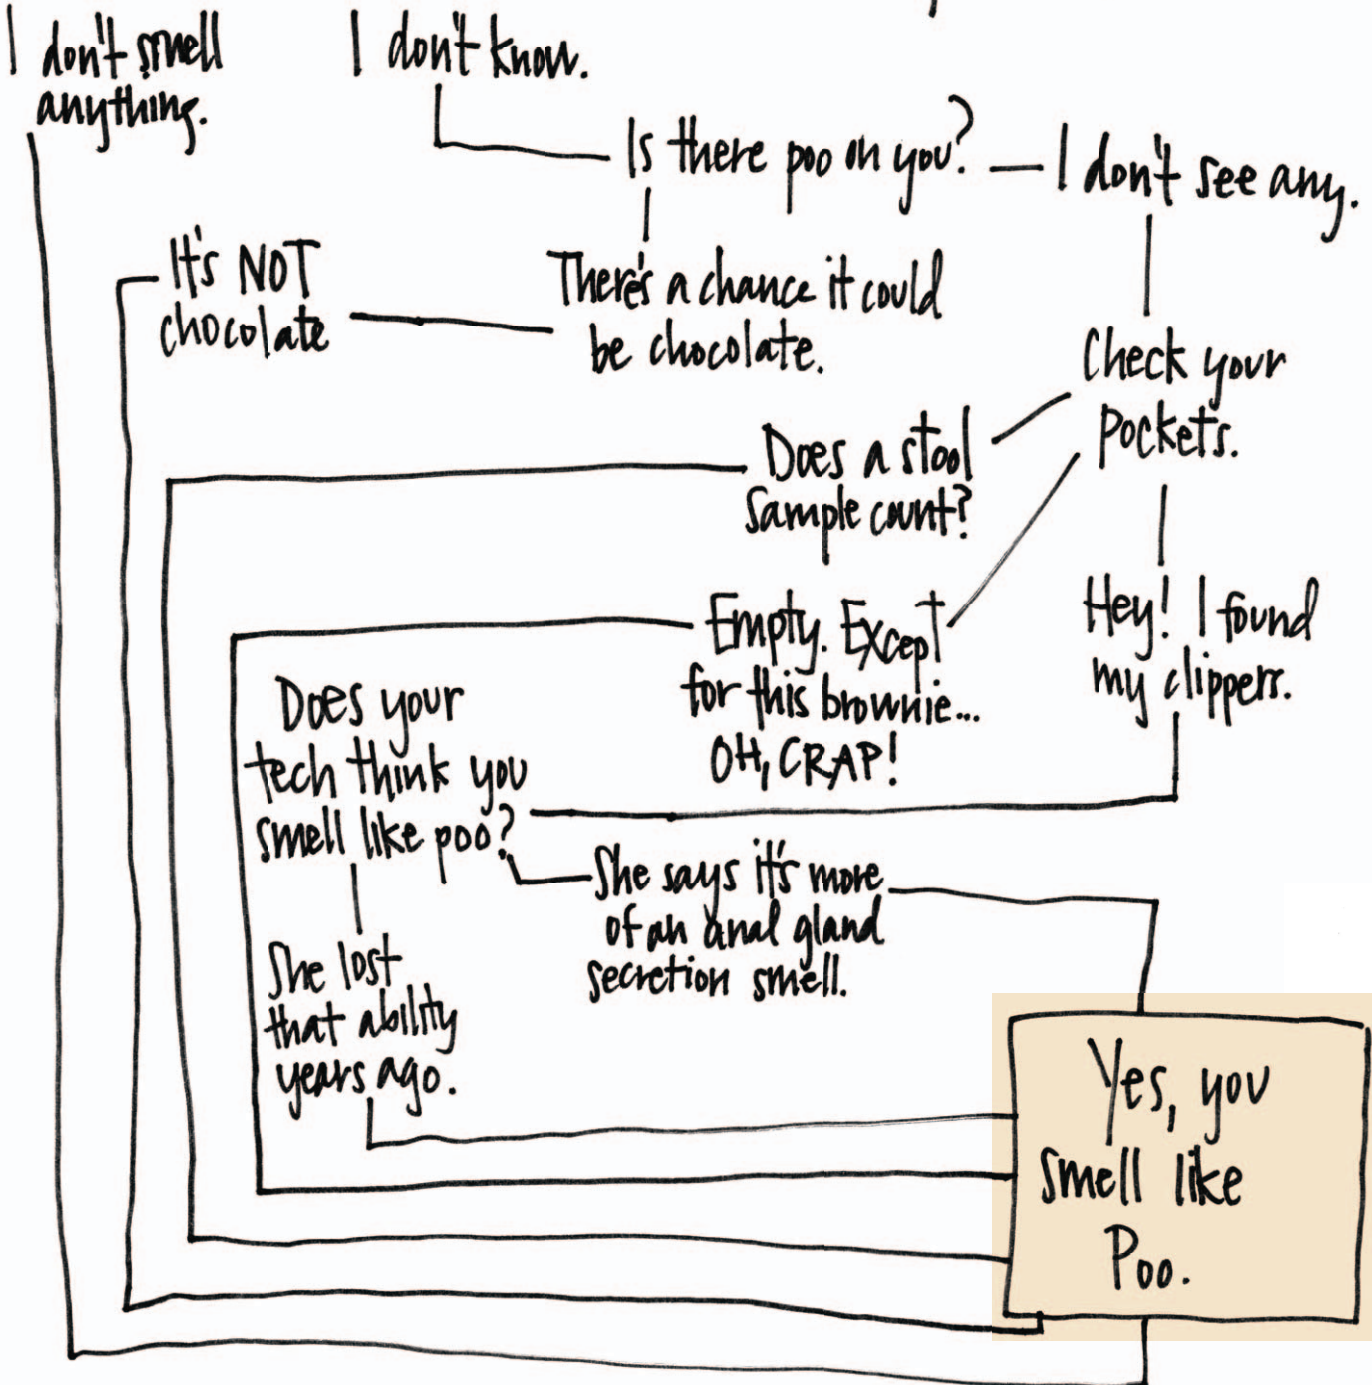 I don't smell
anything.
I don't know.
Is there poo on you?
I don't see any.
It's NOT
chocolate
There's a chance it could
be chocolate.
Check your
pockets.
Does a stool
sample count?
Empty. Except
for this brownie...
OH, CRAP!
Hey! I found
my clippers.
Does your
tech think you
smell like poo?
She says it's more
of an anal gland
secretion smell.
She lost
that ability
years ago.
Yes, you
smell like
Poo.